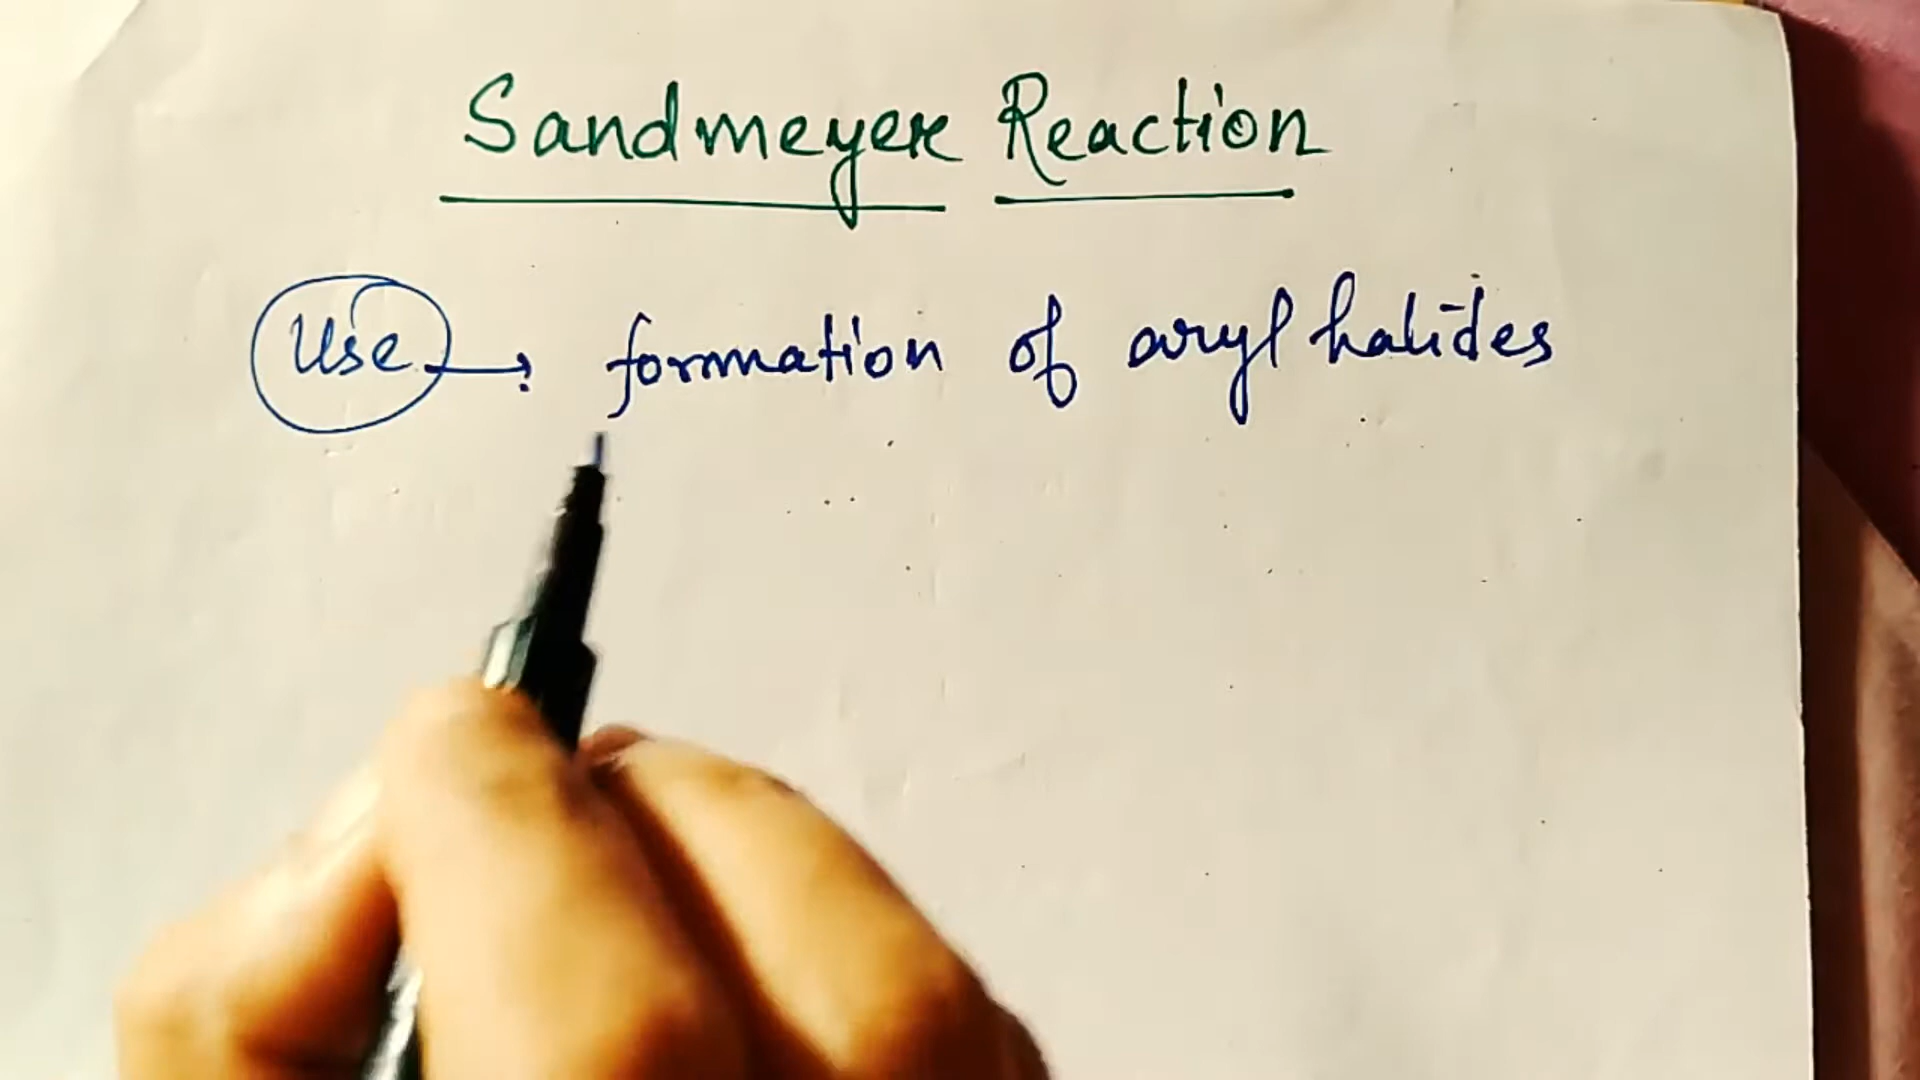 Sandmeyer Reaction
Use → formation of aryl halides